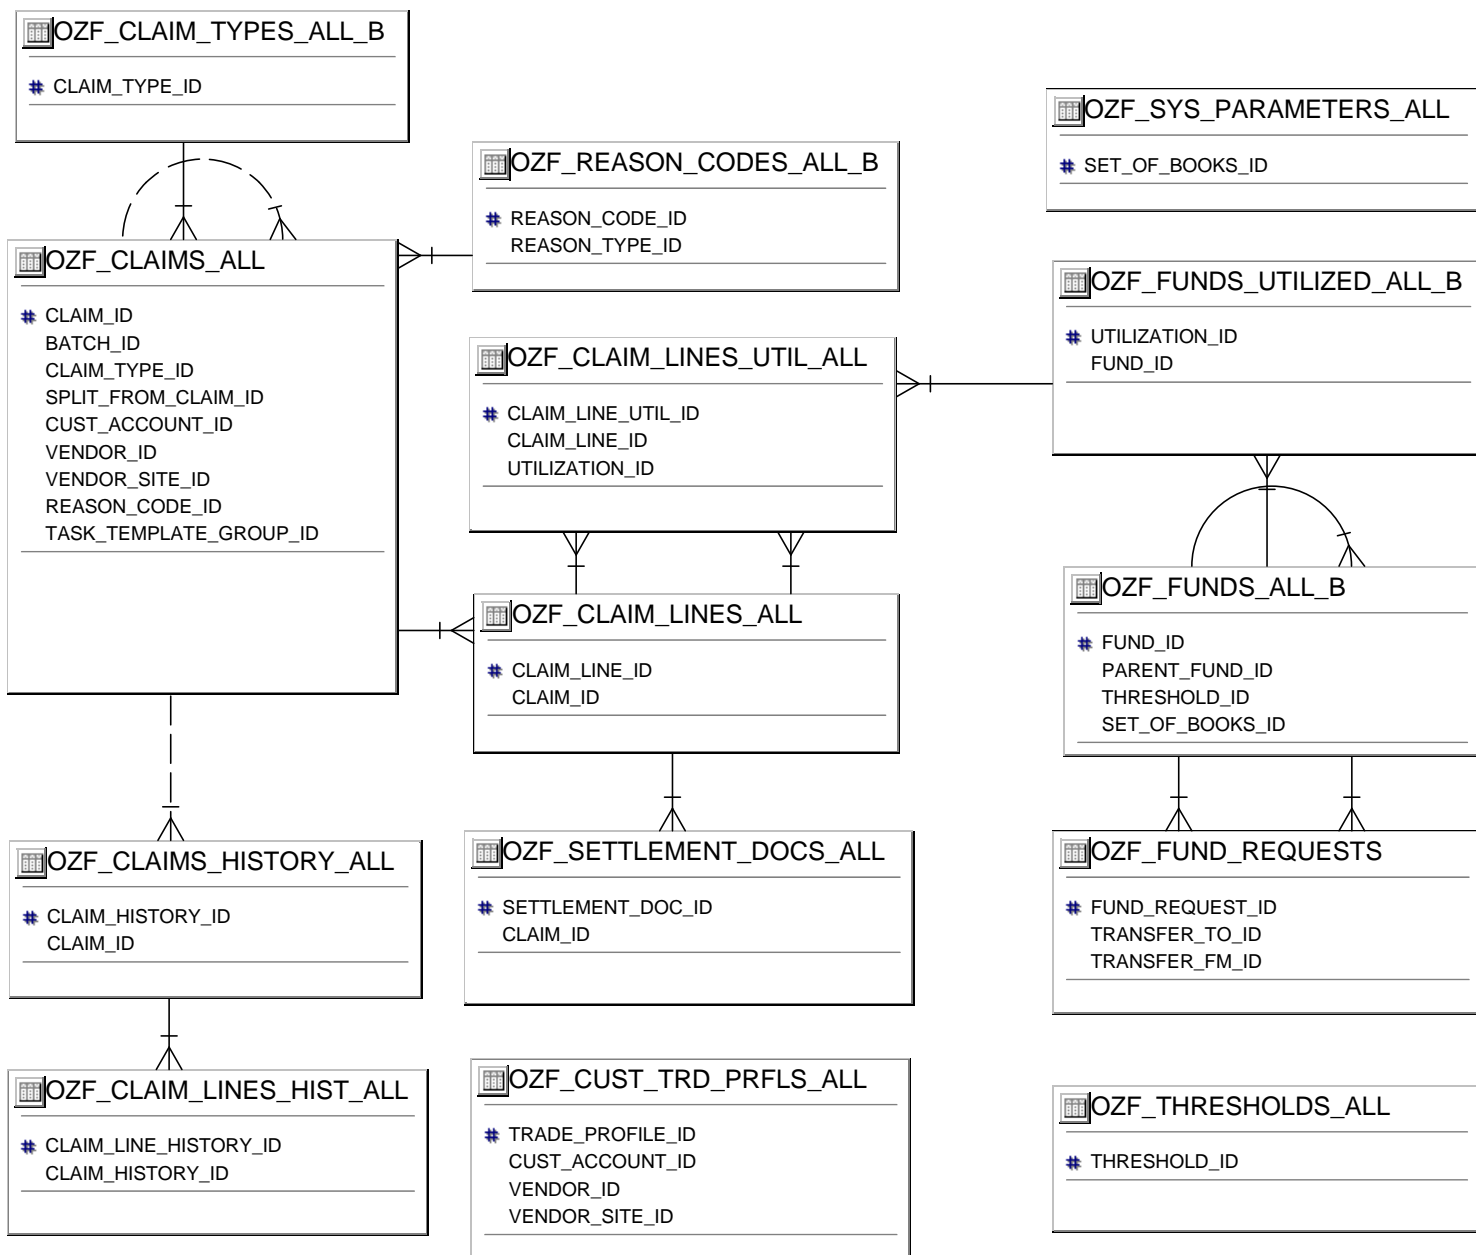 OZF_CLAIM_TYPES_ALL_B
# CLAIM_TYPE_ID
OZF_CLAIMS_ALL
# CLAIM_ID
BATCH_ID
CLAIM_TYPE_ID
SPLIT_FROM_CLAIM_ID
CUST_ACCOUNT_ID
VENDOR_ID
VENDOR_SITE_ID
REASON_CODE_ID
TASK_TEMPLATE_GROUP_ID
OZF_CLAIMS_HISTORY_ALL
# CLAIM_HISTORY_ID
CLAIM_ID
OZF_CLAIM_LINES_HIST_ALL
# CLAIM_LINE_HISTORY_ID
CLAIM_HISTORY_ID
OZF_REASON_CODES_ALL_B
# REASON_CODE_ID
REASON_TYPE_ID
OZF_CLAIM_LINES_UTIL_ALL
# CLAIM_LINE_UTIL_ID
CLAIM_LINE_ID
UTILIZATION_ID
OZF_CLAIM_LINES_ALL
# CLAIM_LINE_ID
CLAIM_ID
OZF_SETTLEMENT_DOCS_ALL
# SETTLEMENT_DOC_ID
CLAIM_ID
OZF_CUST_TRD_PRFLS_ALL
# TRADE_PROFILE_ID
CUST_ACCOUNT_ID
VENDOR_ID
VENDOR_SITE_ID
OZF_SYS_PARAMETERS_ALL
# SET_OF_BOOKS_ID
OZF_FUNDS_UTILIZED_ALL_B
# UTILIZATION_ID
FUND_ID
OZF_FUNDS_ALL_B
# FUND_ID
PARENT_FUND_ID
THRESHOLD_ID
SET_OF_BOOKS_ID
OZF_FUND_REQUESTS
# FUND_REQUEST_ID
TRANSFER_TO_ID
TRANSFER_FM_ID
OZF_THRESHOLDS_ALL
# THRESHOLD_ID